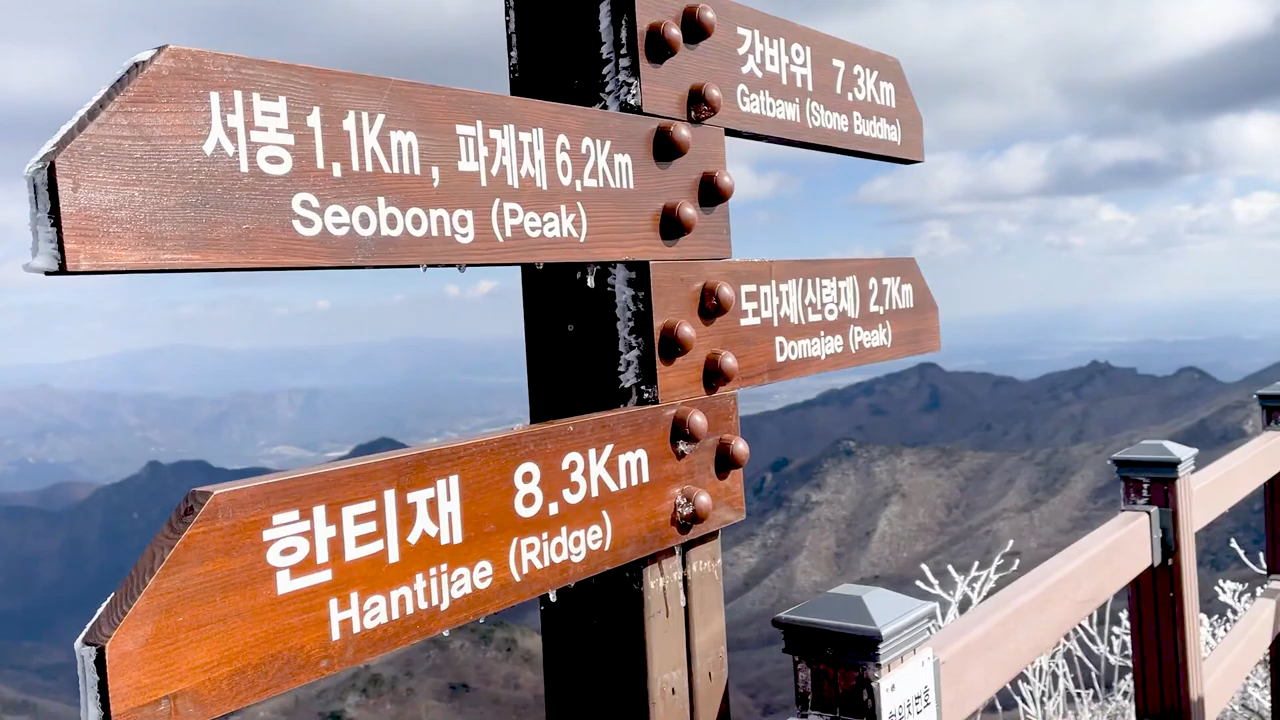 갓바위 7.3Km
Gatbawi (Stone Buddha)
서봉 1.1Km, 파계재 6.2Km
Seobong (Peak)
도마재(신령재) 2.7Km
Domajae (Peak)
한티재 8.3Km
Hantijae (Ridge)